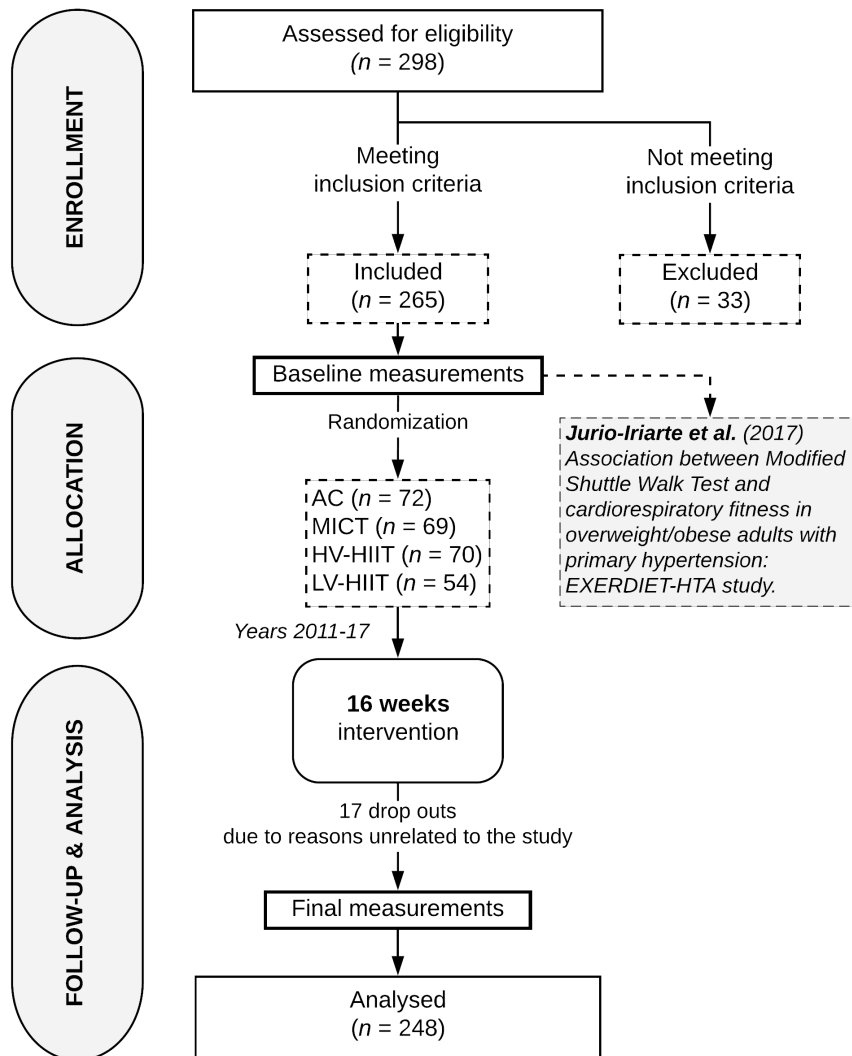 ENROLLMENT
Assessed for eligibility
(n = 298)
Meeting
inclusion criteria
Not meeting
inclusion criteria
Included
(n = 265)
Excluded
(n = 33)
ALLOCATION
Baseline measurements
Randomization
AC (n = 72)
MICT (n = 69)
HV-HIIT (n = 70)
LV-HIIT (n = 54)
Jurio-Iriarte et al. (2017)
Association between Modified
Shuttle Walk Test and
cardiorespiratory fitness in
overweight/obese adults with
primary hypertension:
EXERDIET-HTA study.
Years 2011-17
FOLLOW-UP & ANALYSIS
16 weeks
intervention
17 drop outs
due to reasons unrelated to the study
Final measurements
Analysed
(n = 248)